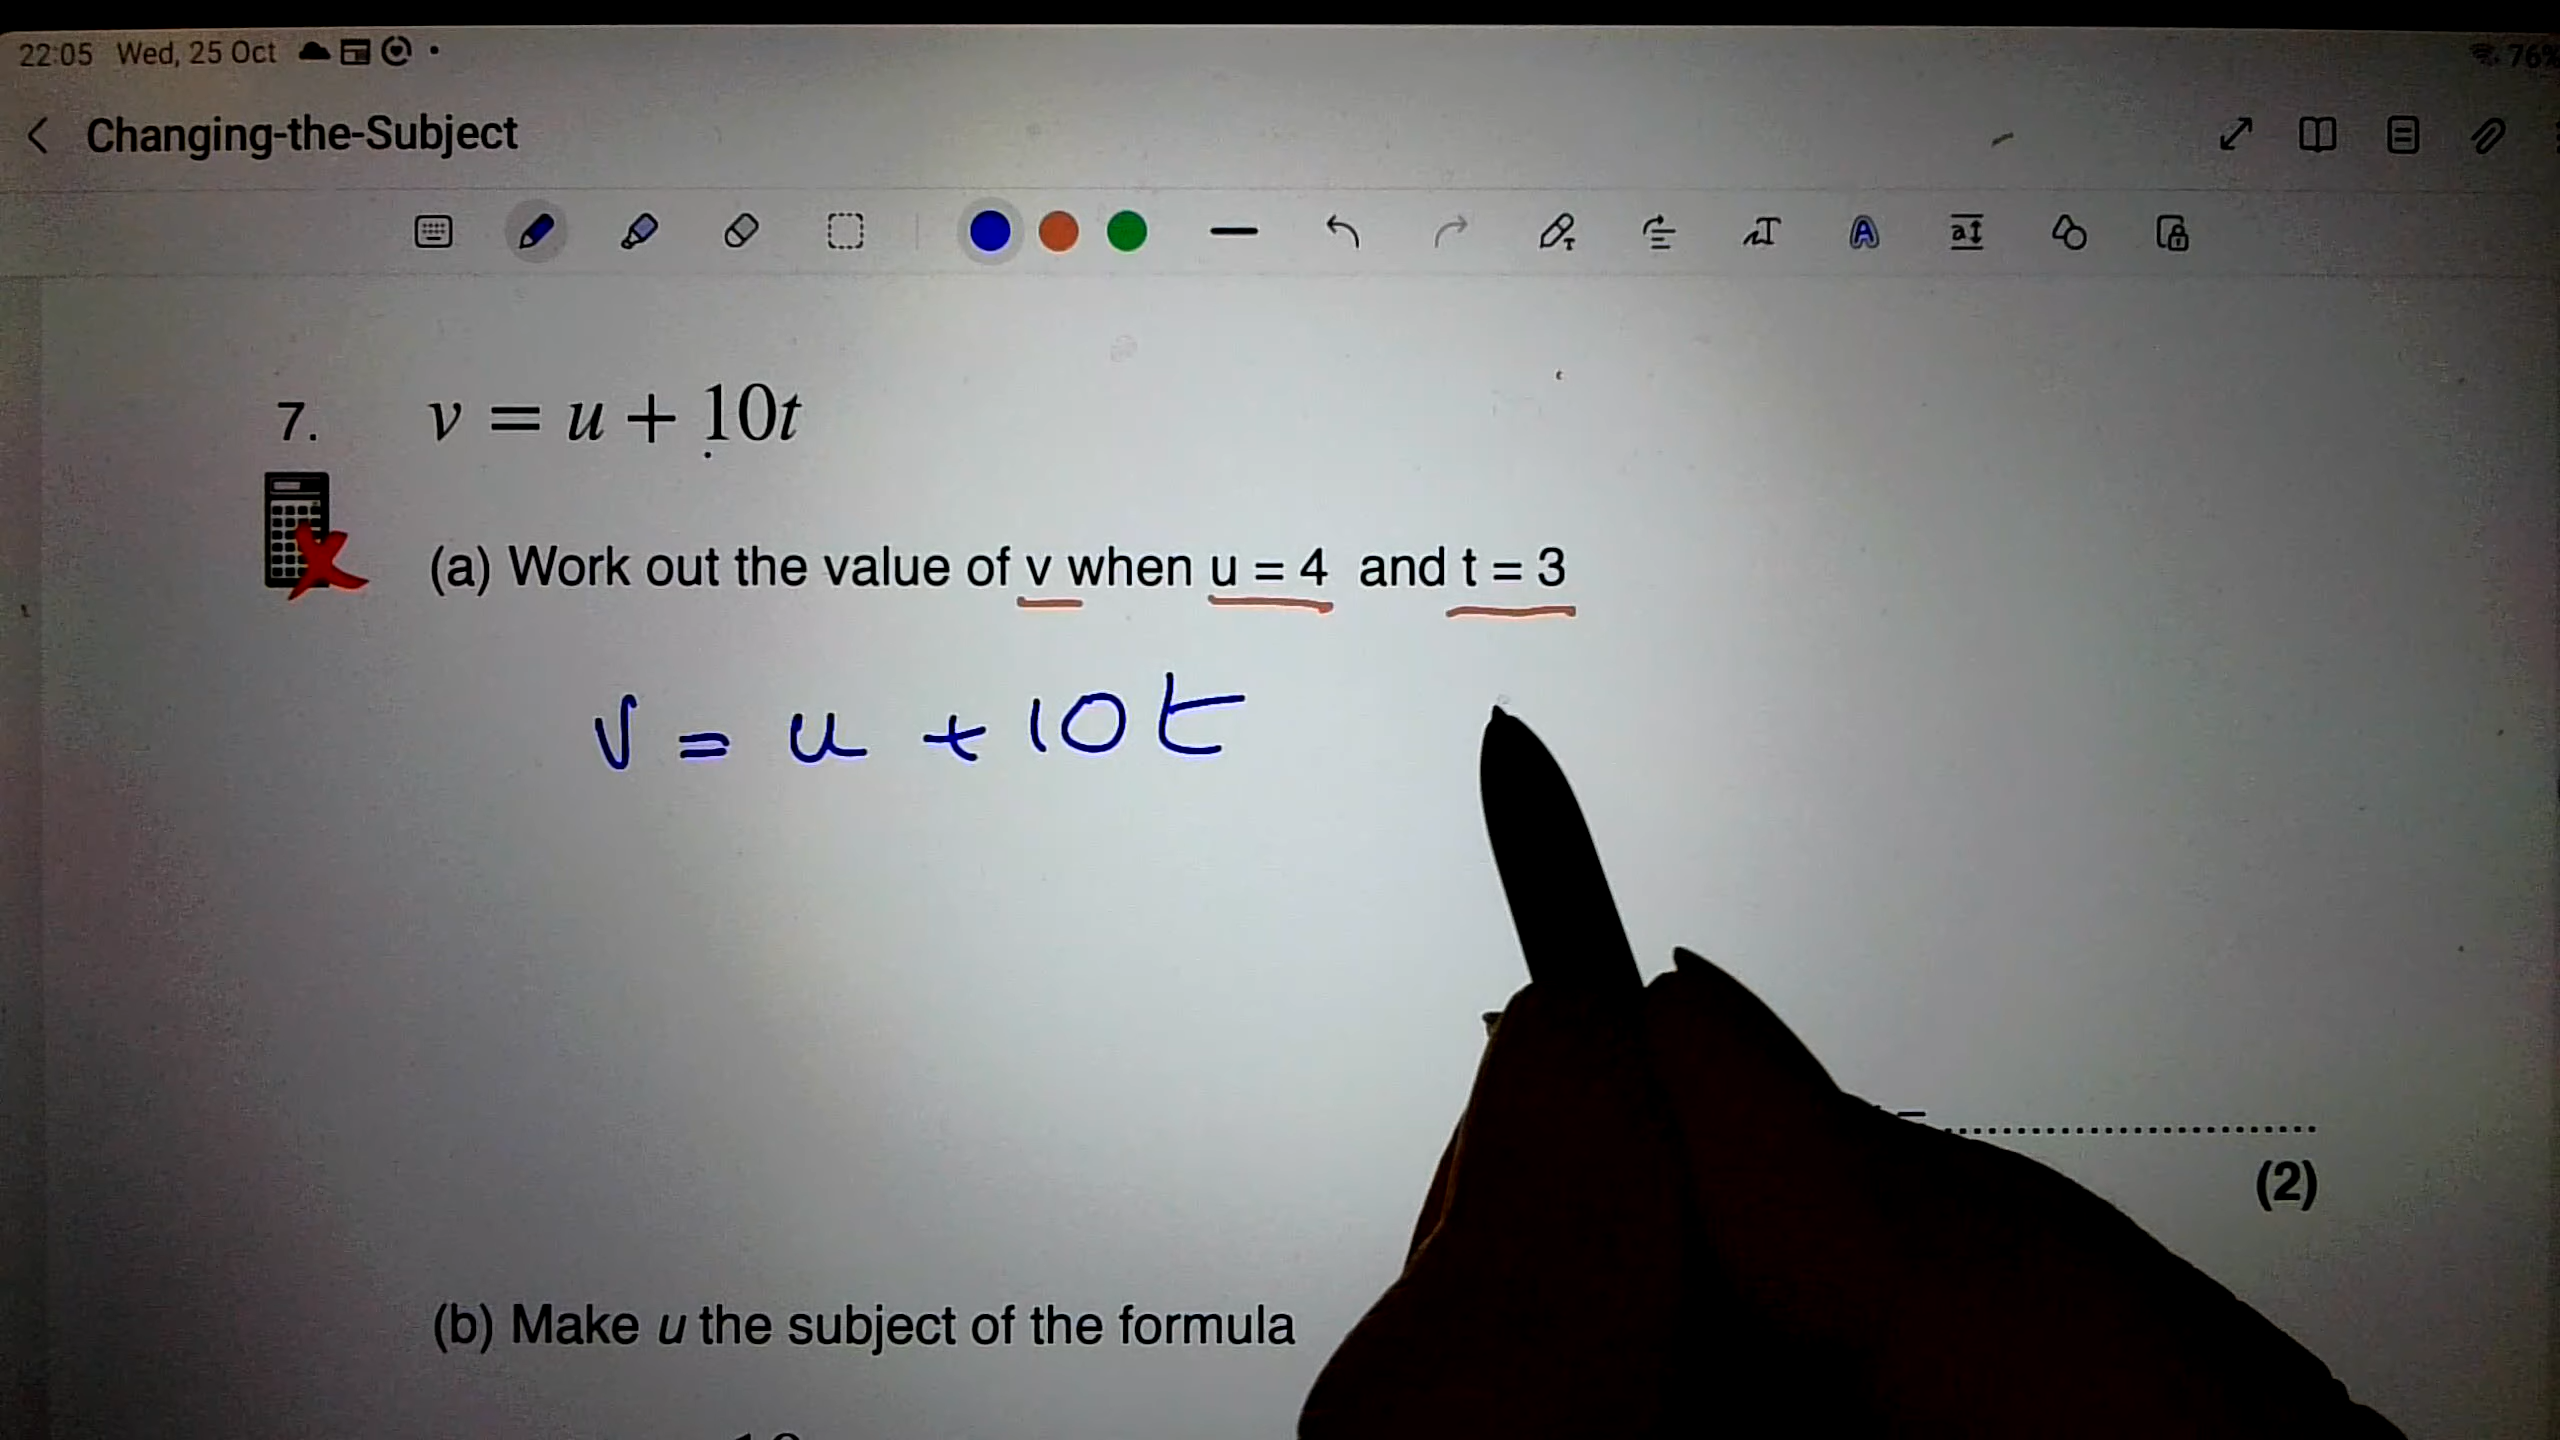 22:05 Wed, 25 Oct
76%
Changing-the-Subject
7. v = u + 10t
(a) Work out the value of v when u = 4 and t = 3
v = u + 10t
=
(2)
(b) Make u the subject of the formula